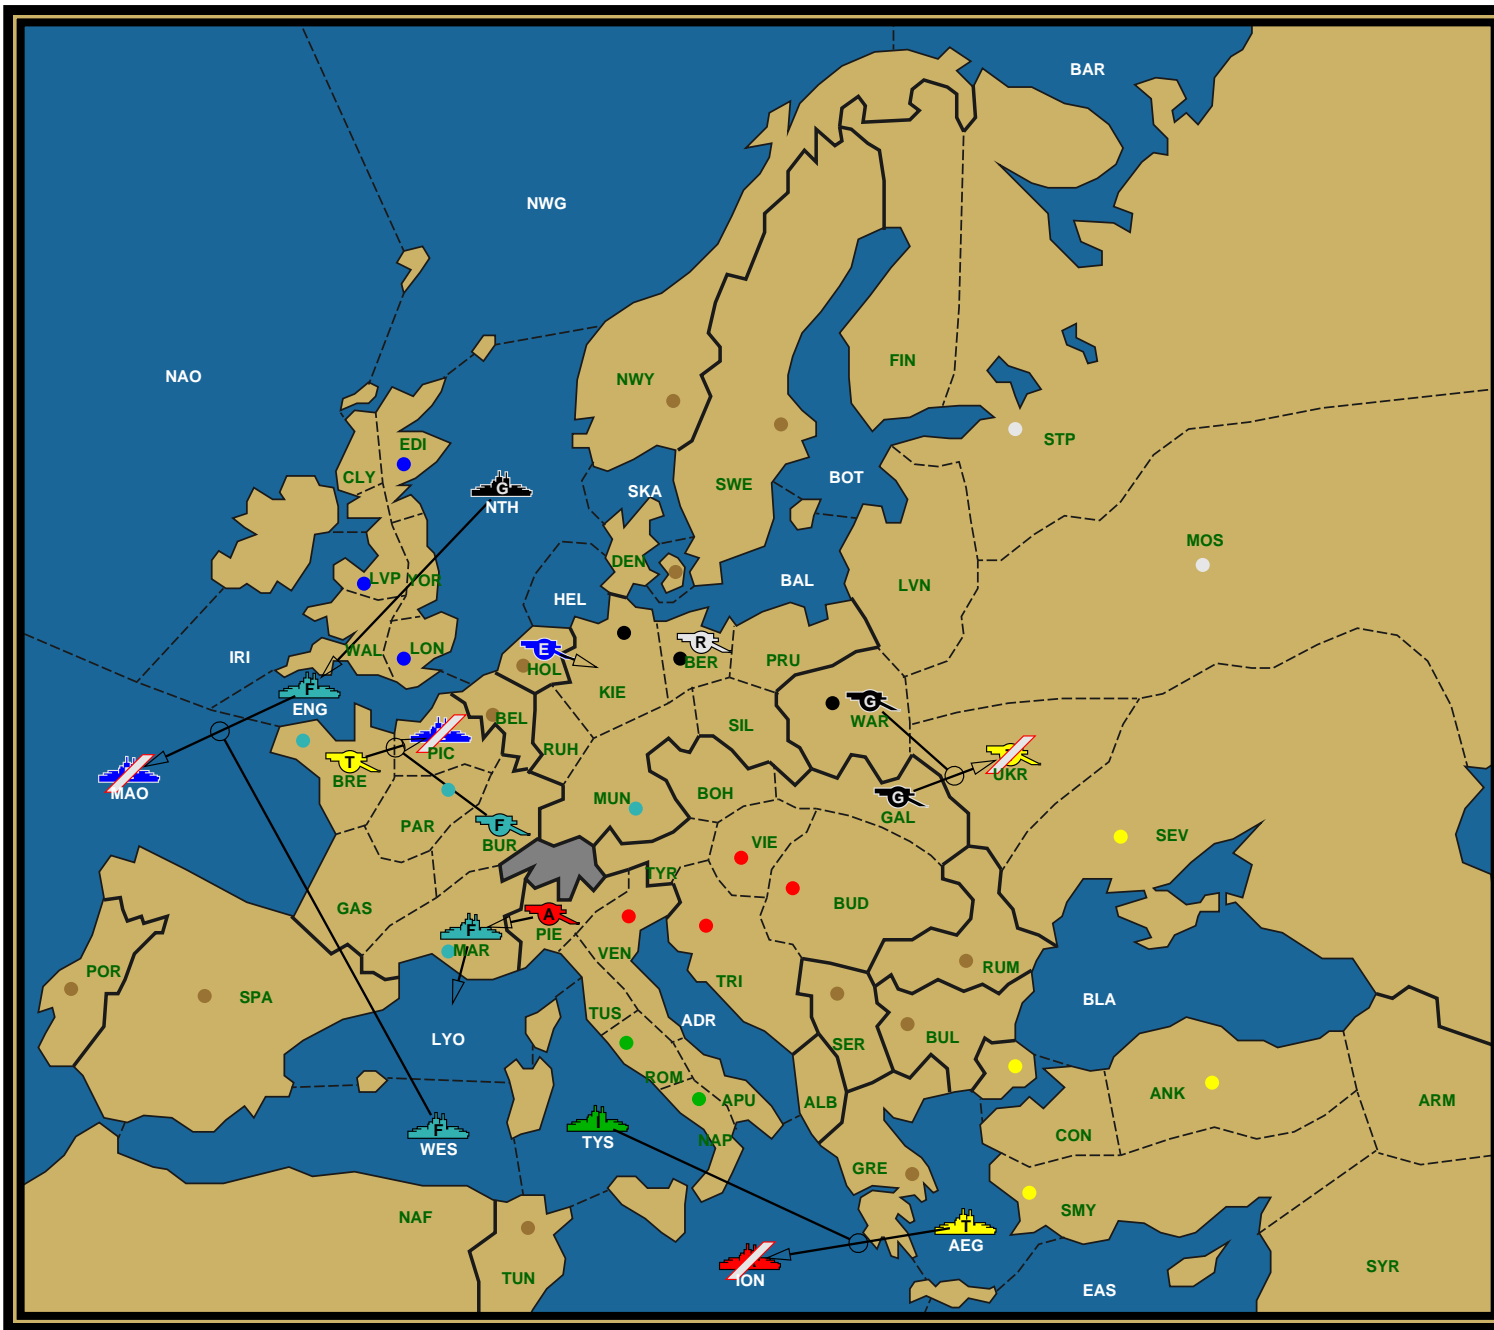 BAR
NWG
NAO
FIN
NWY
EDI
STP
CLY
SWE
BOT
SKA
G
NTH
MOS
DEN
LVP
YOR
BAL
LVN
HEL
IRI
WAL
LON
E
HOL
R
BER
PRU
KIE
F
ENG
G
WAR
BEL
SIL
PIC
RUH
T
BRE
UKR
MAO
MUN
BOH
G
GAL
PAR
F
BUR
SEV
VIE
TYR
BUD
GAS
A
PIE
F
MAR
VEN
POR
SPA
TRI
RUM
BLA
TUS
ADR
LYO
SER
BUL
ROM
APU
ALB
ANK
ARM
F
WES
I
TYS
NAP
CON
GRE
SMY
NAF
T
AEG
TUN
ION
EAS
SYR